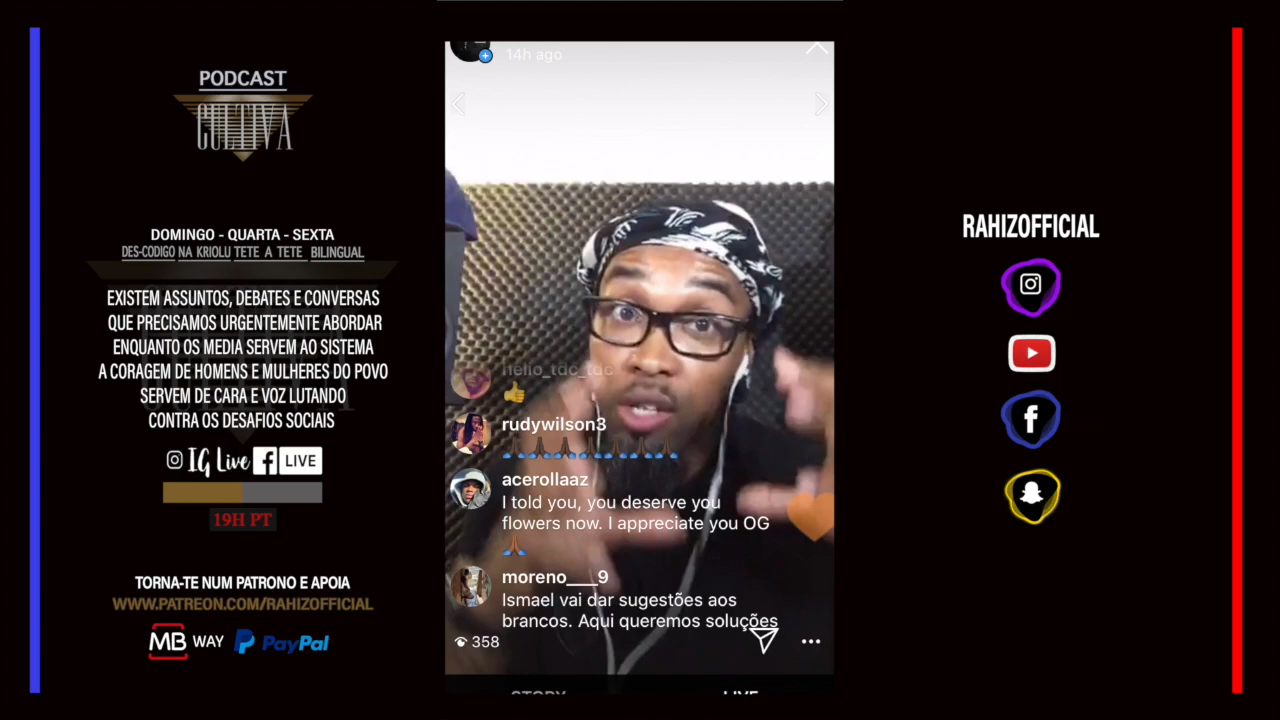 PODCAST
CULTIVA
DOMINGO - QUARTA - SEXTA
DES-CODIGO NA KRIOLU TETE A TETE BILINGUAL
EXISTEM ASSUNTOS, DEBATES E CONVERSAS
QUE PRECISAMOS URGENTEMENTE ABORDAR
ENQUANTO OS MEDIA SERVEM AO SISTEMA
A CORAGEM DE HOMENS E MULHERES DO POVO
SERVEM DE CARA E VOZ LUTANDO
CONTRA OS DESAFIOS SOCIAIS
IG Live f LIVE
19H PT
TORNA-TE NUM PATRONO E APOIA
WWW.PATREON.COM/RAHIZOFFICIAL
MB WAY PayPal
14h ago
helio_tdc_tdc
👍
rudywilson3
🙏🙏🙏🙏🙏🙏🙏
acerollaaz
I told you, you deserve you
flowers now. I appreciate you OG
🙏
moreno___9
Ismael vai dar sugestões aos
brancos. Aqui queremos soluções
358
STORY LIVE
RAHIZOFFICIAL